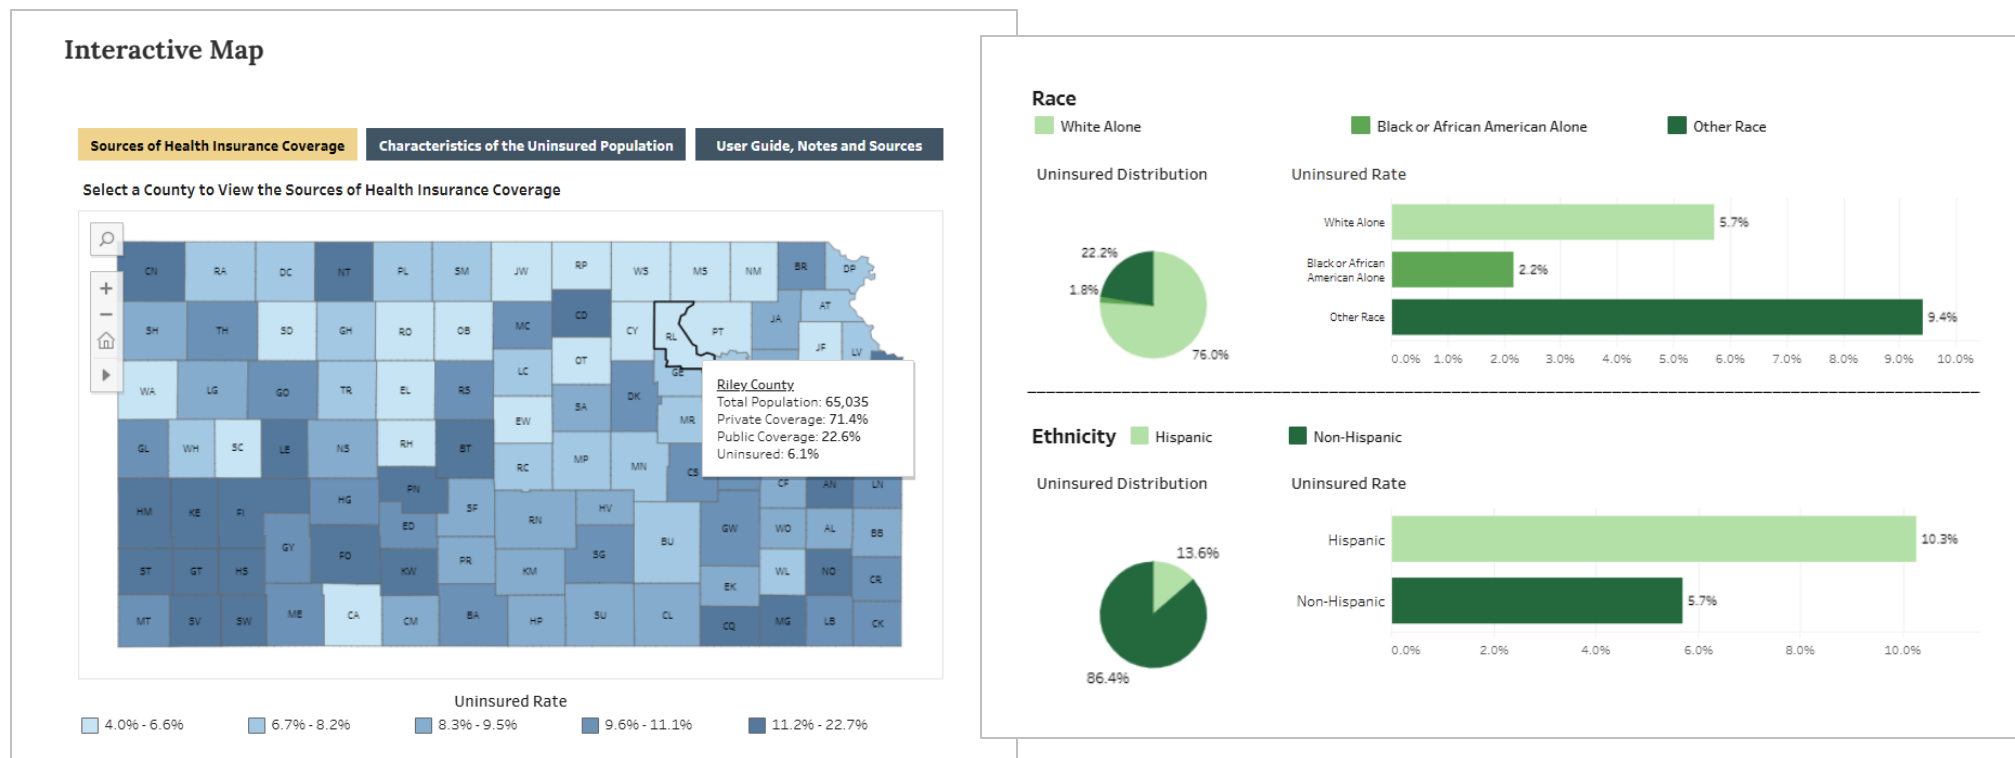 Interactive Map
Sources of Health Insurance Coverage
Characteristics of the Uninsured Population
User Guide, Notes and Sources
Select a County to View the Sources of Health Insurance Coverage
CN RA DC NT PL SM JW RP WS MS NM BR DP
SH TH SD GH RO OB MC CD CY RL PT JA AT
OT JF LV
WA LG GO TR EL RS LC DK GE
SA MR
EW
GL WH SC LE NS RH BT RC MP MN CS
HM KE FI HG PN SF RN HV CF AN LN
ED GW WO AL BB
GY FO SG BU
ST GT HS KW PR KM EK WL NO CR
MT SV SW ME CA CM BA HP SU CL CQ MG LB CK
Riley County
Total Population: 65,035
Private Coverage: 71.4%
Public Coverage: 22.6%
Uninsured: 6.1%
Uninsured Rate
4.0% - 6.6%
6.7% - 8.2%
8.3% - 9.5%
9.6% - 11.1%
11.2% - 22.7%
Race
White Alone
Black or African American Alone
Other Race
Uninsured Distribution
22.2%
1.8%
76.0%
Uninsured Rate
White Alone
5.7%
Black or African
American Alone
2.2%
Other Race
9.4%
0.0% 1.0% 2.0% 3.0% 4.0% 5.0% 6.0% 7.0% 8.0% 9.0% 10.0%
Ethnicity
Hispanic
Non-Hispanic
Uninsured Distribution
13.6%
86.4%
Uninsured Rate
Hispanic
10.3%
Non-Hispanic
5.7%
0.0% 2.0% 4.0% 6.0% 8.0% 10.0%